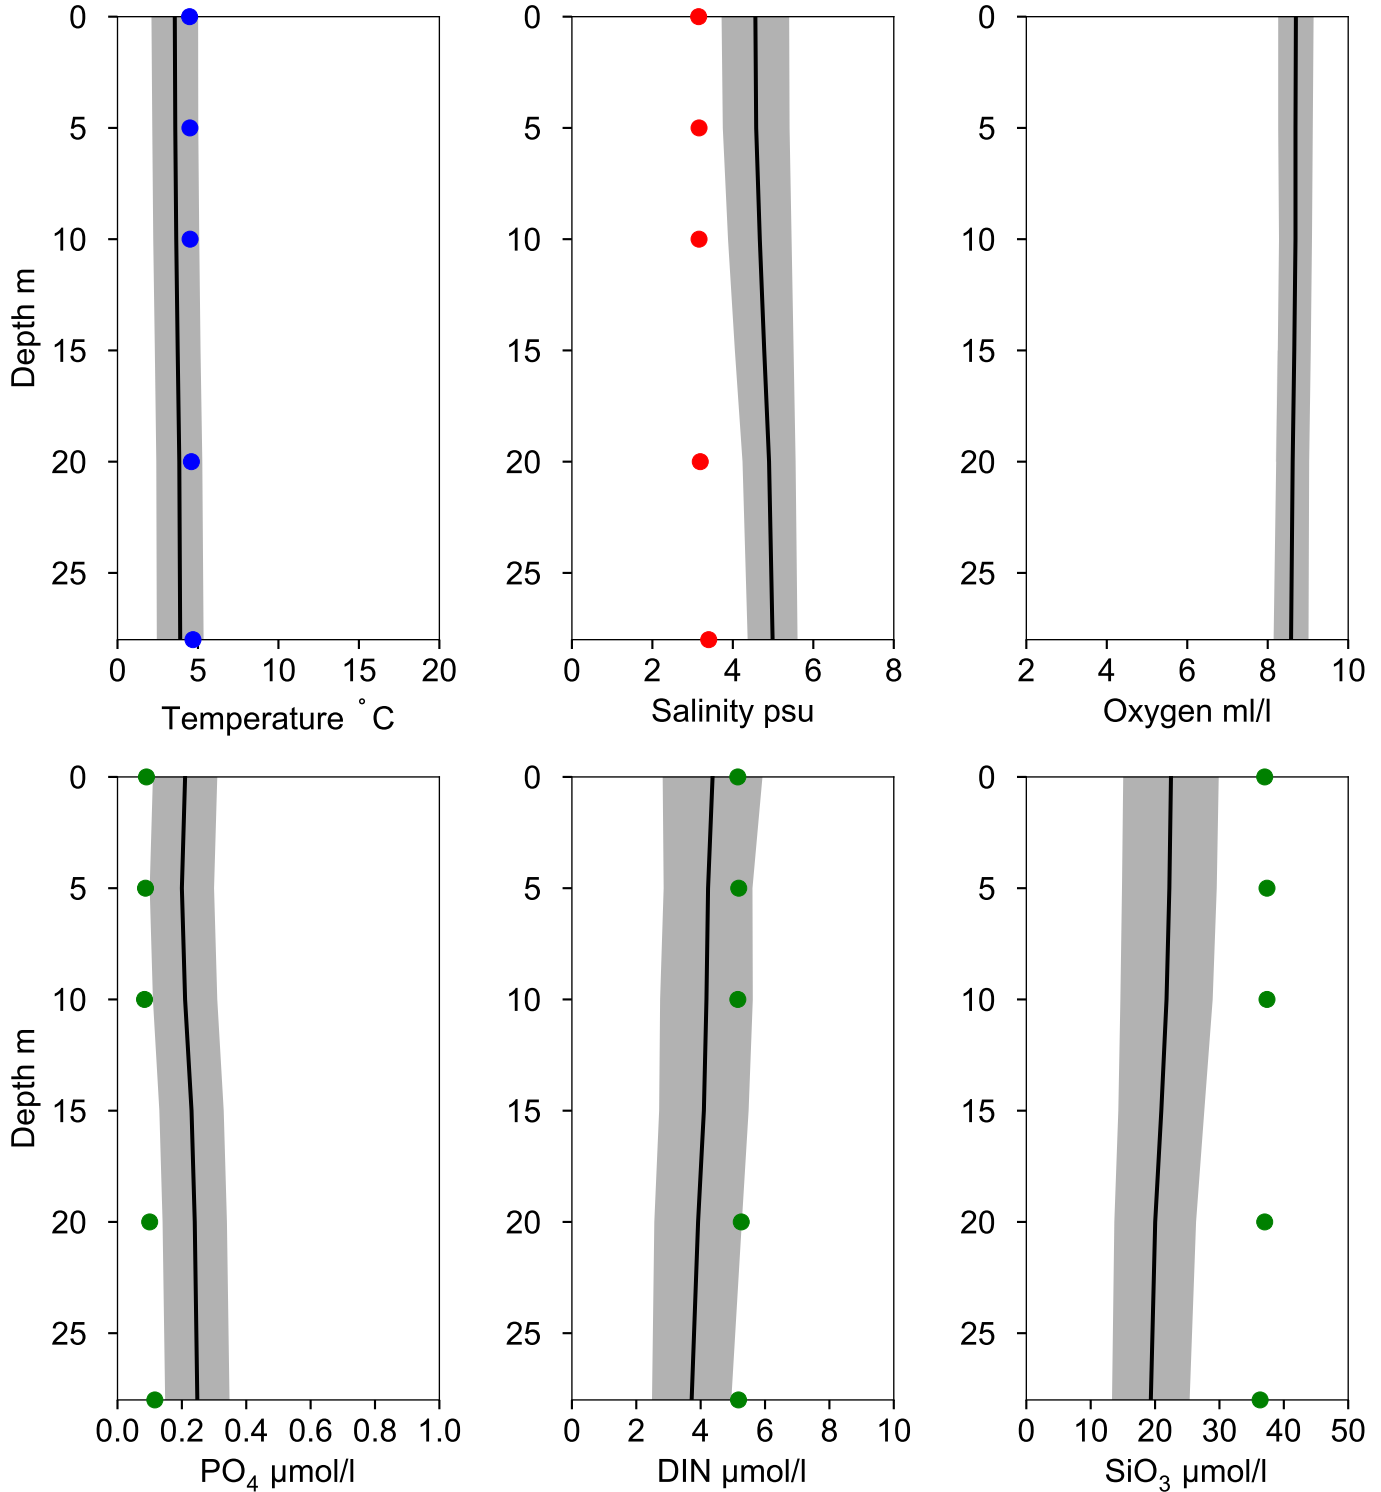 0 0 0
5 5 5
10 10 10
15 15 15
20 20 20
25 25 25
Depth m
0 5 10 15 20 0 2 4 6 8 2 4 6 8 10
Temperature ˚C Salinity psu Oxygen ml/l
0 0 0
5 5 5
10 10 10
15 15 15
20 20 20
25 25 25
Depth m
0.0 0.2 0.4 0.6 0.8 1.0 0 2 4 6 8 10 0 10 20 30 40 50
PO₄ µmol/l DIN µmol/l SiO₃ µmol/l